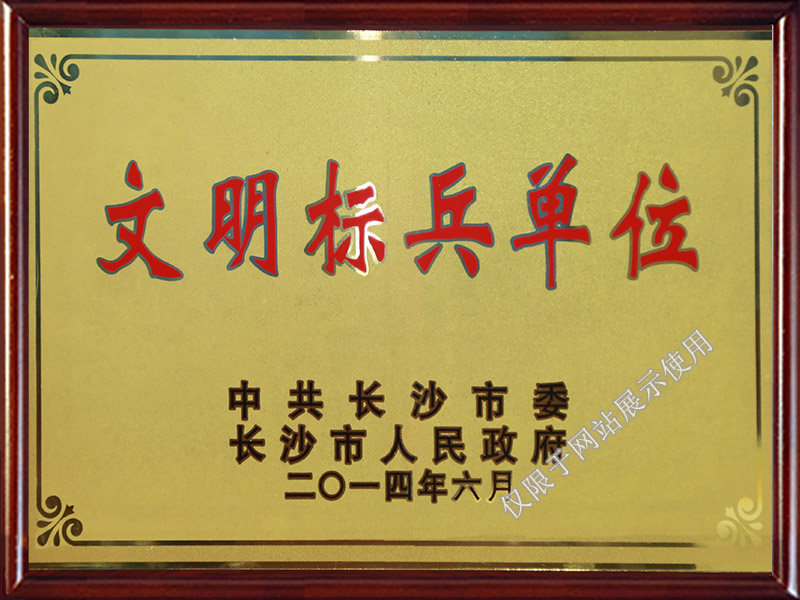 文明标兵单位
中共长沙市委
长沙市人民政府
二〇一四年六月
仅限于网站展示使用